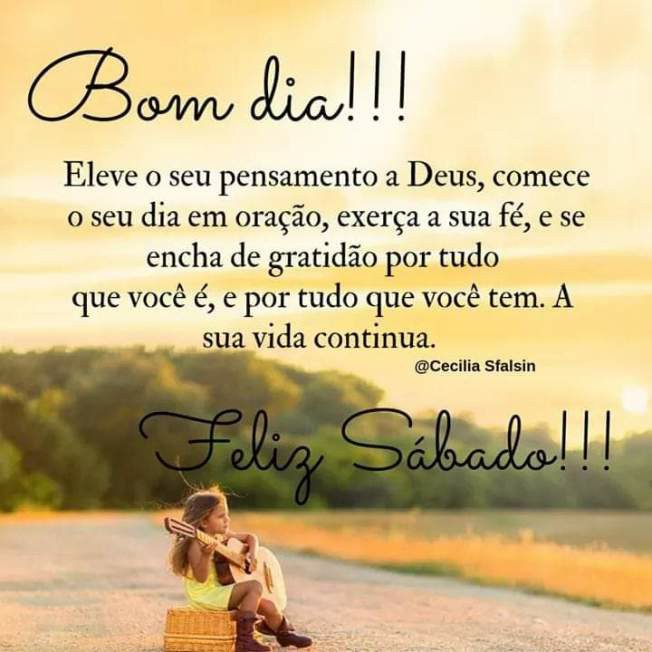 Bom dia!!!
Eleve o seu pensamento a Deus, comece
o seu dia em oração, exerça a sua fé, e se
encha de gratidão por tudo
que você é, e por tudo que você tem. A
sua vida continua.
@Cecilia Sfalsin
Feliz Sábado!!!